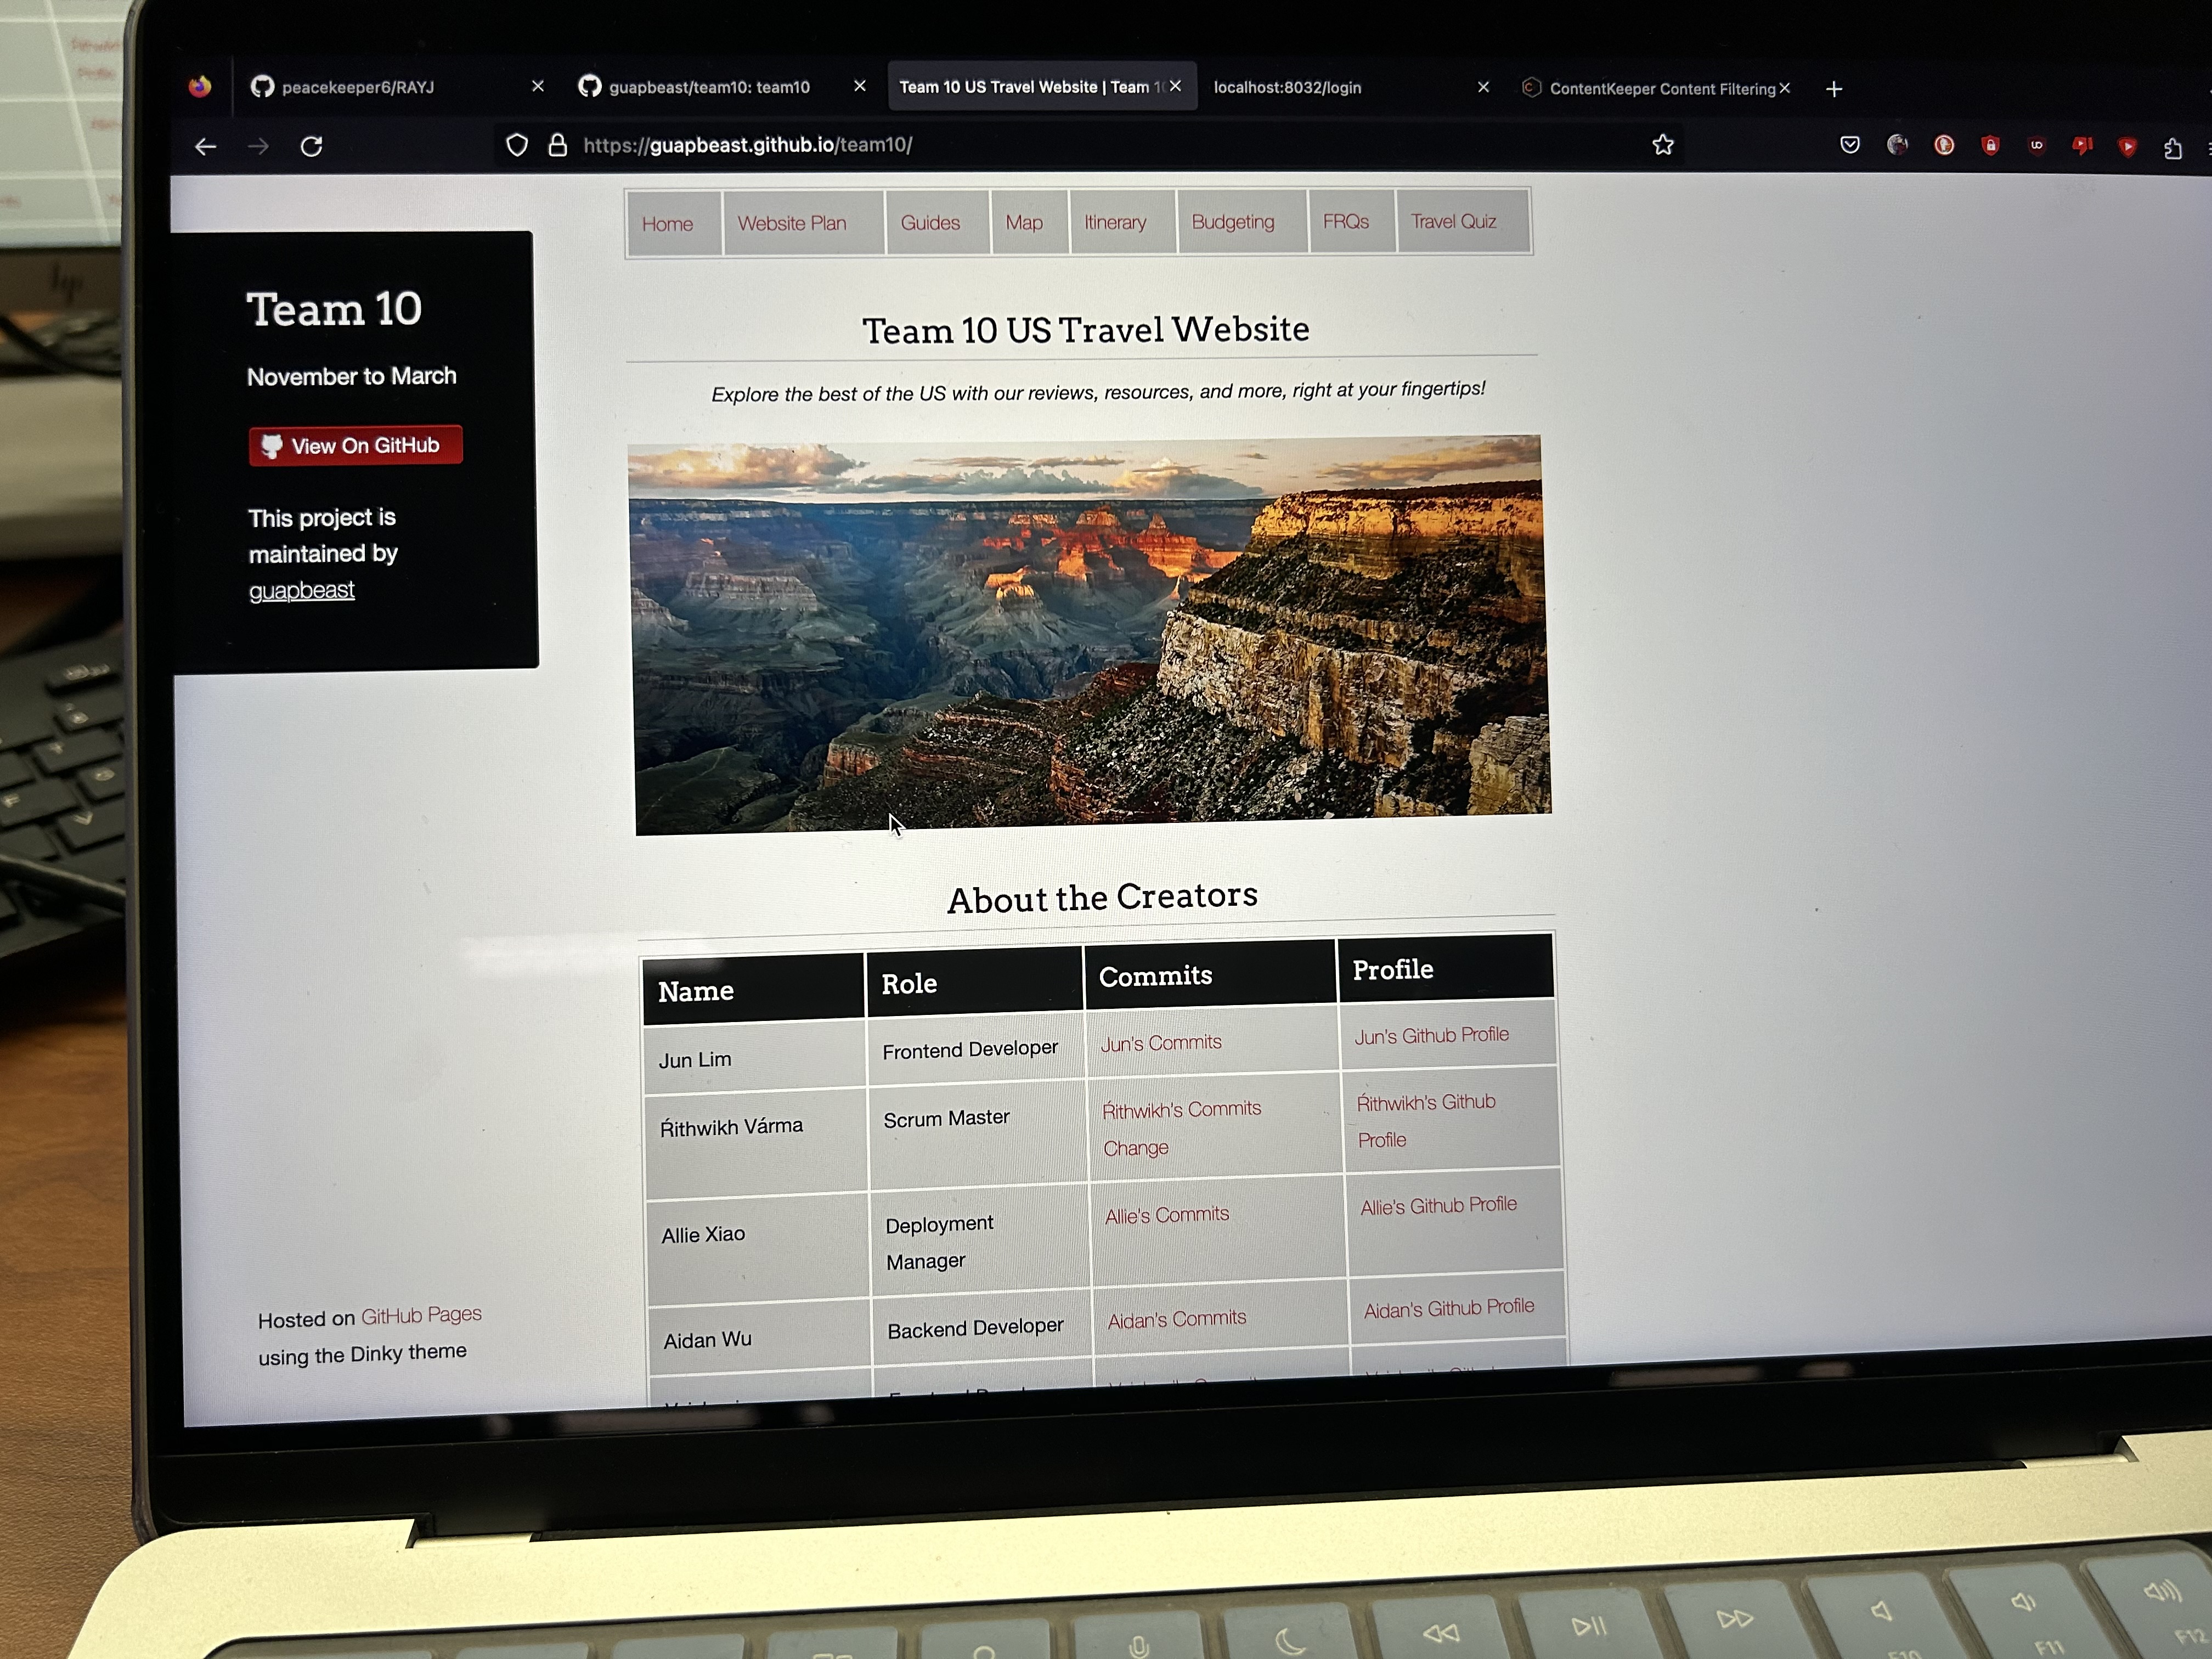 peacekeeper6/RAYJ
guapbeast/team10: team10
Team 10 US Travel Website | Team 10
localhost:8032/login
ContentKeeper Content Filtering
https://guapbeast.github.io/team10/
Home Website Plan Guides Map Itinerary Budgeting FRQs Travel Quiz
Team 10
November to March
View On GitHub
This project is
maintained by
guapbeast
Team 10 US Travel Website
Explore the best of the US with our reviews, resources, and more, right at your fingertips!
About the Creators
Name Role Commits Profile
Jun Lim Frontend Developer Jun's Commits Jun's Github Profile
Ŕithwikh Várma Scrum Master Ŕithwikh's Commits Ŕithwikh's Github
Change Profile
Allie Xiao Deployment Allie's Commits Allie's Github Profile
Manager
Aidan Wu Backend Developer Aidan's Commits Aidan's Github Profile
Hosted on GitHub Pages
using the Dinky theme
hp
F10
F11
F12